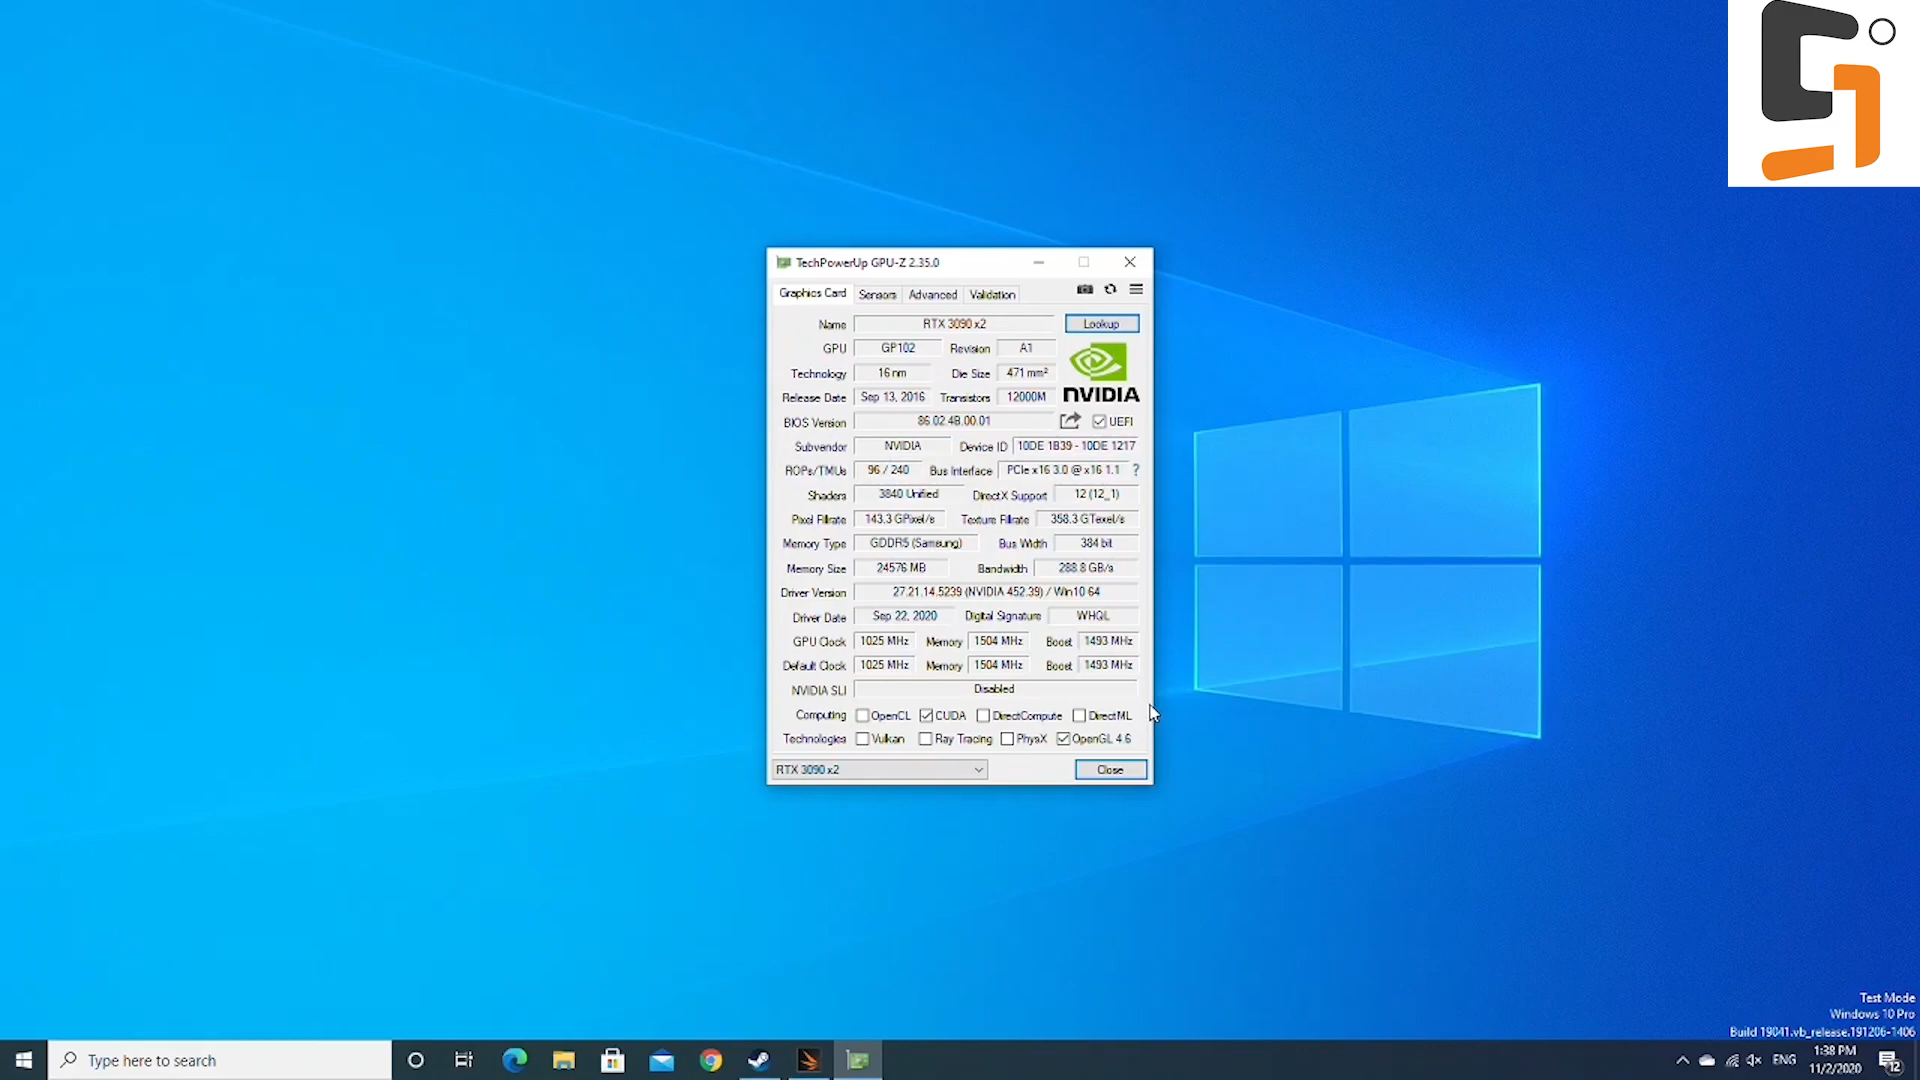 TechPowerUp GPU-Z 2.35.0
Graphics Card Sensors Advanced Validation
Name RTX 3090 x2 Lookup
GPU GP102 Revision A1
Technology 16 nm Die Size 471 mm²
NVIDIA
Release Date Sep 13, 2016 Transistors 12000M
BIOS Version 86.02.4B.00.01 UEFI
Subvendor NVIDIA Device ID 10DE 1B39 - 10DE 1217
ROPs/TMUs 96 / 240 Bus Interface PCIe x16 3.0 @ x16 1.1 ?
Shaders 3840 Unified DirectX Support 12 (12_1)
Pixel Fillrate 143.3 GPixel/s Texture Fillrate 358.3 GTexel/s
Memory Type GDDR5 (Samsung) Bus Width 384 bit
Memory Size 24576 MB Bandwidth 288.8 GB/s
Driver Version 27.21.14.5239 (NVIDIA 452.39) / Win10 64
Driver Date Sep 22, 2020 Digital Signature WHQL
GPU Clock 1025 MHz Memory 1504 MHz Boost 1493 MHz
Default Clock 1025 MHz Memory 1504 MHz Boost 1493 MHz
NVIDIA SLI Disabled
Computing OpenCL CUDA DirectCompute DirectML
Technologies Vulkan Ray Tracing PhysX OpenGL 4.6
RTX 3090 x2 Close
Test Mode
Windows 10 Pro
Build 19041.vb_release.191206-1406
Type here to search
ENG
1:38 PM
11/2/2020
12